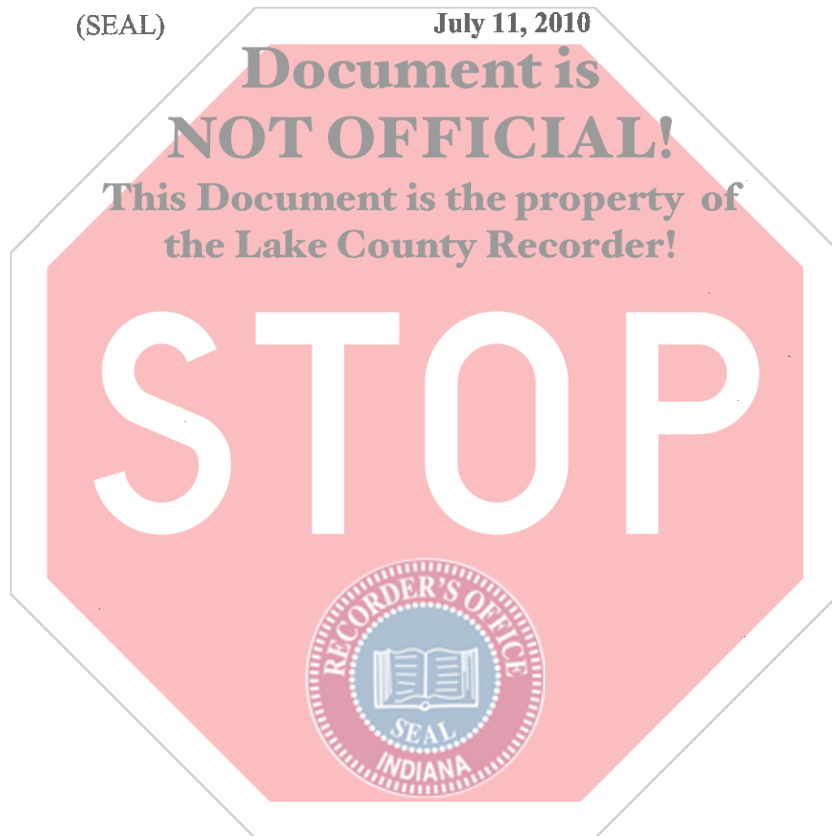 (SEAL) July 11, 2010
Document is
NOT OFFICIAL!
This Document is the property of
the Lake County Recorder!
STOP
RECORDER'S OFFICE
SEAL
INDIANA